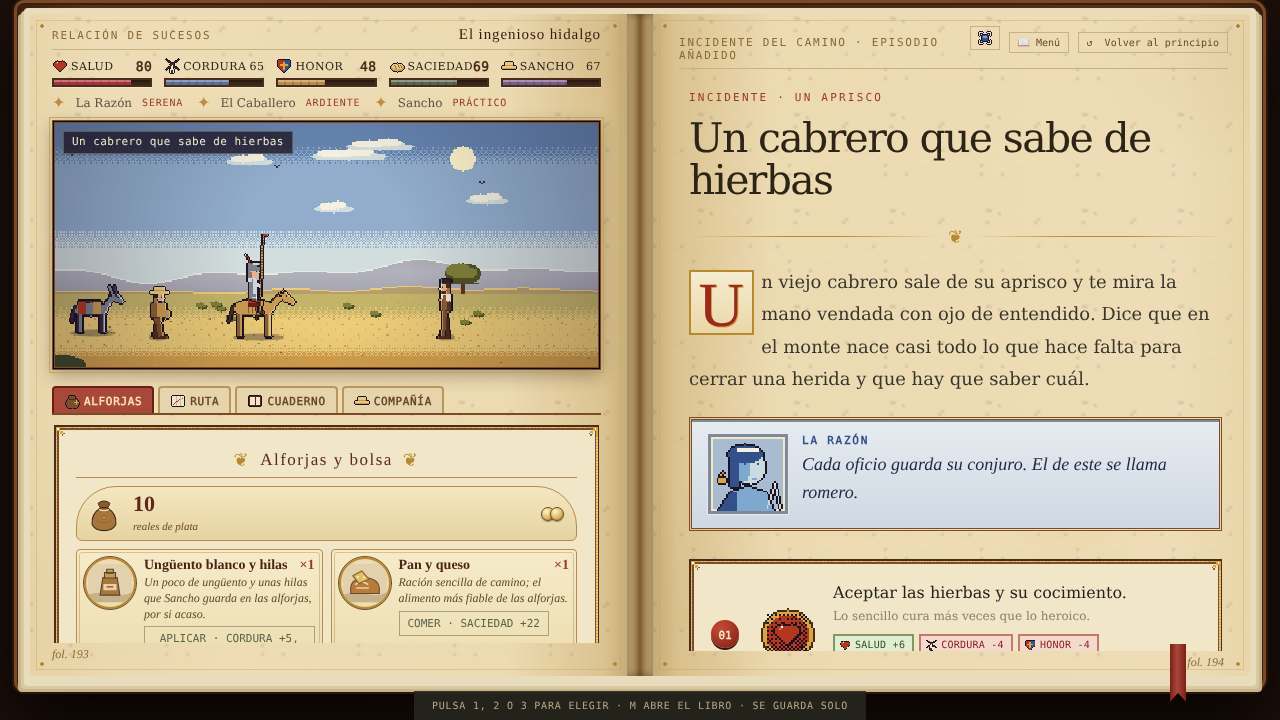 RELACIÓN DE SUCESOS
El ingenioso hidalgo
SALUD 80
CORDURA 65
HONOR 48
SACIEDAD 69
SANCHO 67
La Razón SERENA
El Caballero ARDIENTE
Sancho PRÁCTICO
Un cabrero que sabe de hierbas
ALFORJAS
RUTA
CUADERNO
COMPAÑÍA
Alforjas y bolsa
10
reales de plata
Ungüento blanco y hilas ×1
Un poco de ungüento y unas hilas
que Sancho guarda en las alforjas,
por si acaso.
APLICAR · CORDURA +5,
Pan y queso ×1
Ración sencilla de camino; el
alimento más fiable de las alforjas.
COMER · SACIEDAD +22
fol. 193
INCIDENTE DEL CAMINO · EPISODIO
AÑADIDO
Menú
↺ Volver al principio
INCIDENTE · UN APRISCO
Un cabrero que sabe de
hierbas
Un viejo cabrero sale de su aprisco y te mira la
mano vendada con ojo de entendido. Dice que en
el monte nace casi todo lo que hace falta para
cerrar una herida y que hay que saber cuál.
LA RAZÓN
Cada oficio guarda su conjuro. El de este se llama
romero.
01
Aceptar las hierbas y su cocimiento.
Lo sencillo cura más veces que lo heroico.
SALUD +6
CORDURA -4
HONOR -4
fol. 194
PULSA 1, 2 O 3 PARA ELEGIR · M ABRE EL LIBRO · SE GUARDA SOLO